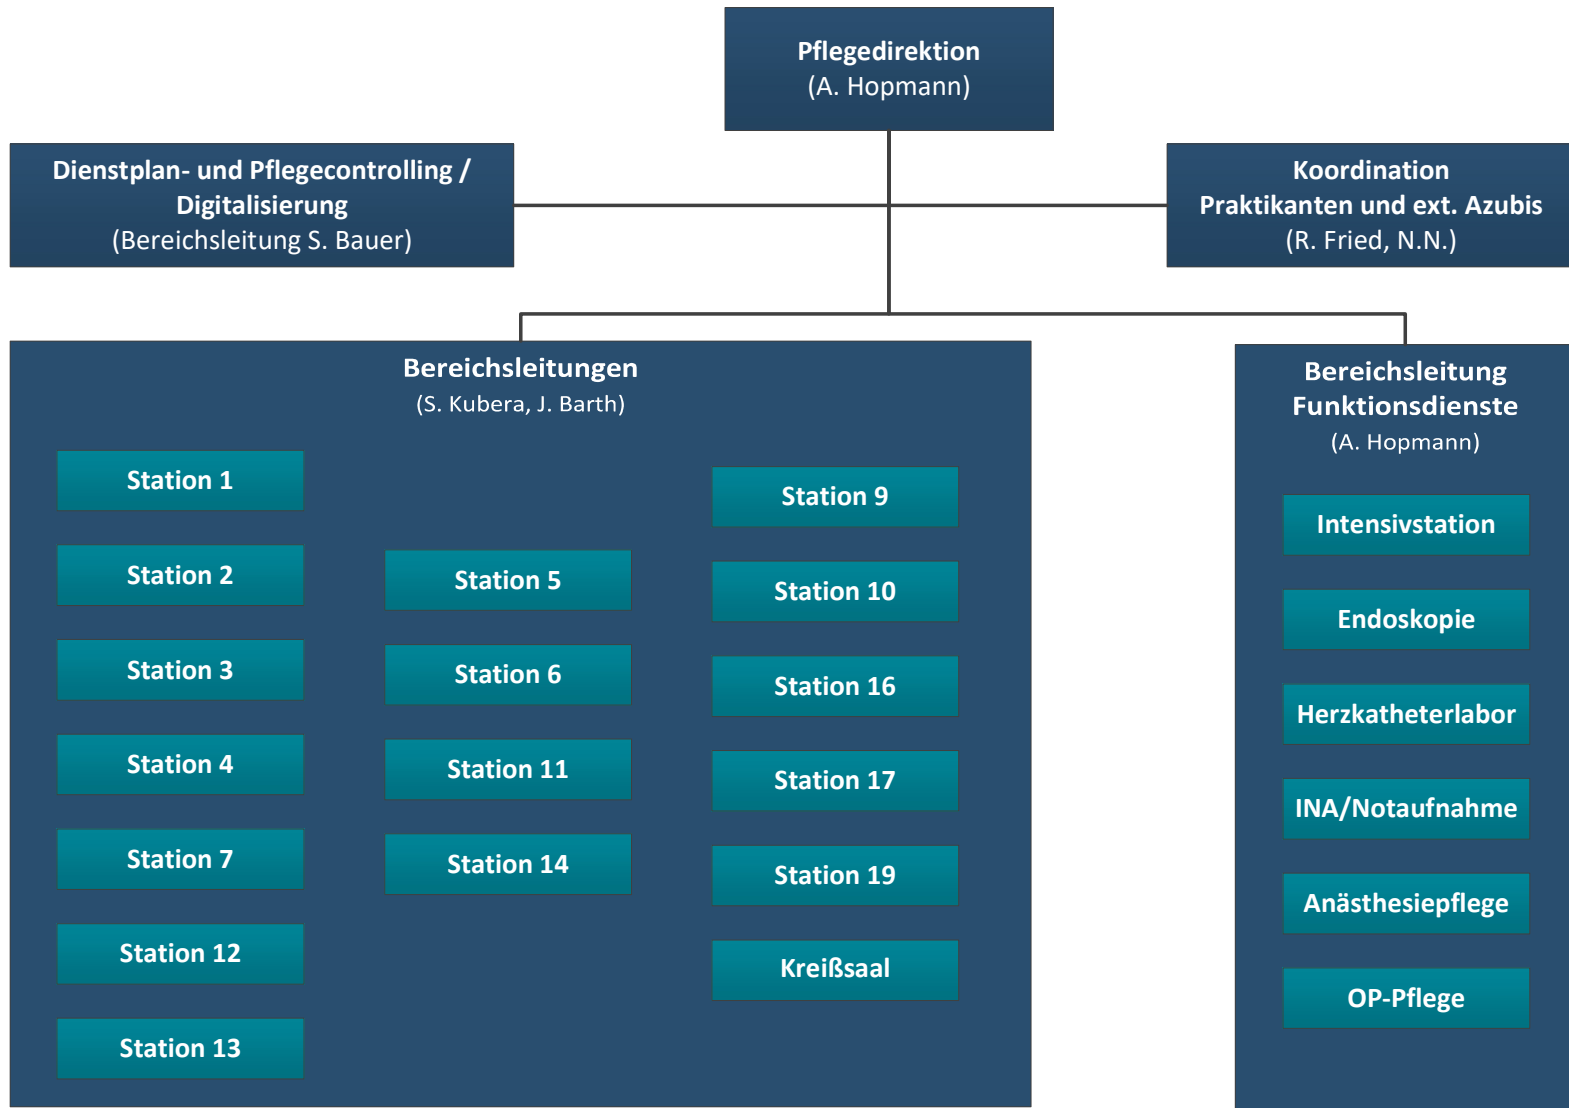 Pflegedirektion
(A. Hopmann)
Dienstplan- und Pflegecontrolling /
Digitalisierung
(Bereichsleitung S. Bauer)
Koordination
Praktikanten und ext. Azubis
(R. Fried, N.N.)
Bereichsleitungen
(S. Kubera, J. Barth)
Station 1
Station 2
Station 3
Station 4
Station 7
Station 12
Station 13
Station 5
Station 6
Station 11
Station 14
Station 9
Station 10
Station 16
Station 17
Station 19
Kreißsaal
Bereichsleitung
Funktionsdienste
(A. Hopmann)
Intensivstation
Endoskopie
Herzkatheterlabor
INA/Notaufnahme
Anästhesiepflege
OP-Pflege